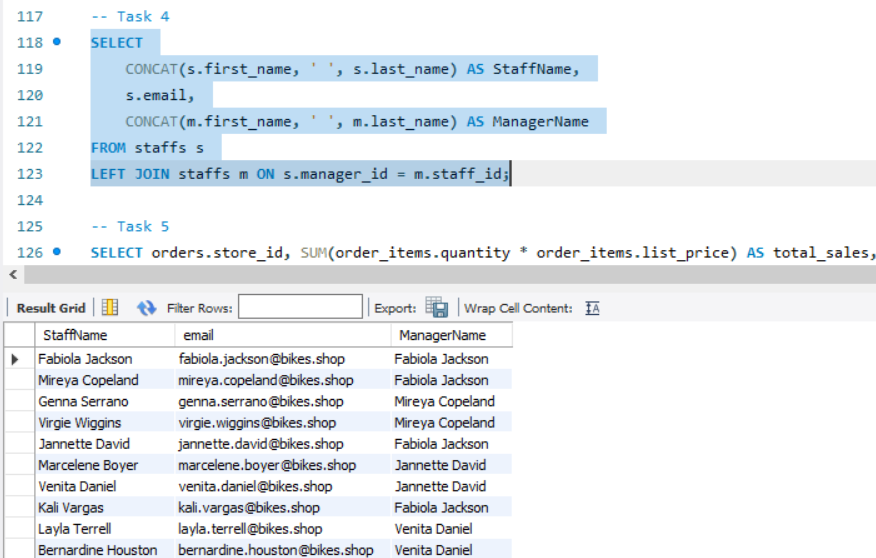 117 -- Task 4
118 SELECT
119 CONCAT(s.first_name, ' ', s.last_name) AS StaffName,
120 s.email,
121 CONCAT(m.first_name, ' ', m.last_name) AS ManagerName
122 FROM staffs s
123 LEFT JOIN staffs m ON s.manager_id = m.staff_id;
124
125 -- Task 5
126 SELECT orders.store_id, SUM(order_items.quantity * order_items.list_price) AS total_sales,
Result Grid Filter Rows: Export: Wrap Cell Content:
StaffName email ManagerName
Fabiola Jackson fabiola.jackson@bikes.shop Fabiola Jackson
Mireya Copeland mireya.copeland@bikes.shop Fabiola Jackson
Genna Serrano genna.serrano@bikes.shop Mireya Copeland
Virgie Wiggins virgie.wiggins@bikes.shop Mireya Copeland
Jannette David jannette.david@bikes.shop Fabiola Jackson
Marcelene Boyer marcelene.boyer@bikes.shop Jannette David
Venita Daniel venita.daniel@bikes.shop Jannette David
Kali Vargas kali.vargas@bikes.shop Fabiola Jackson
Layla Terrell layla.terrell@bikes.shop Venita Daniel
Bernardine Houston bernardine.houston@bikes.shop Venita Daniel